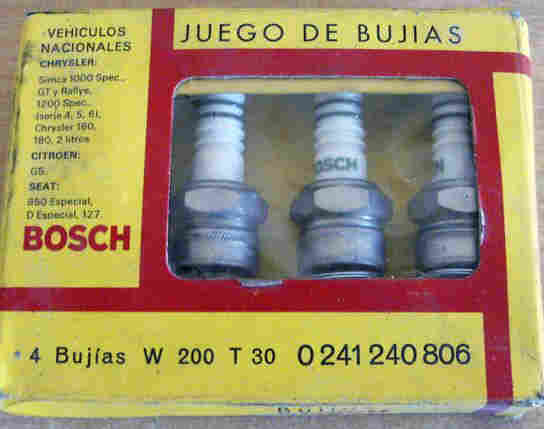 VEHICULOS
NACIONALES
CHRYSLER:
Simca 1000 Spec.,
GT y Rallye,
1200 Spec.,
(serie 4, 5, 6),
Chrysler 160,
180, 2 litros
CITROEN:
GS.
SEAT:
850 Especial,
D Especial, 127.
BOSCH
JUEGO DE BUJIAS
BOSCH
4 Bujías W 200 T 30 0 241 240 806